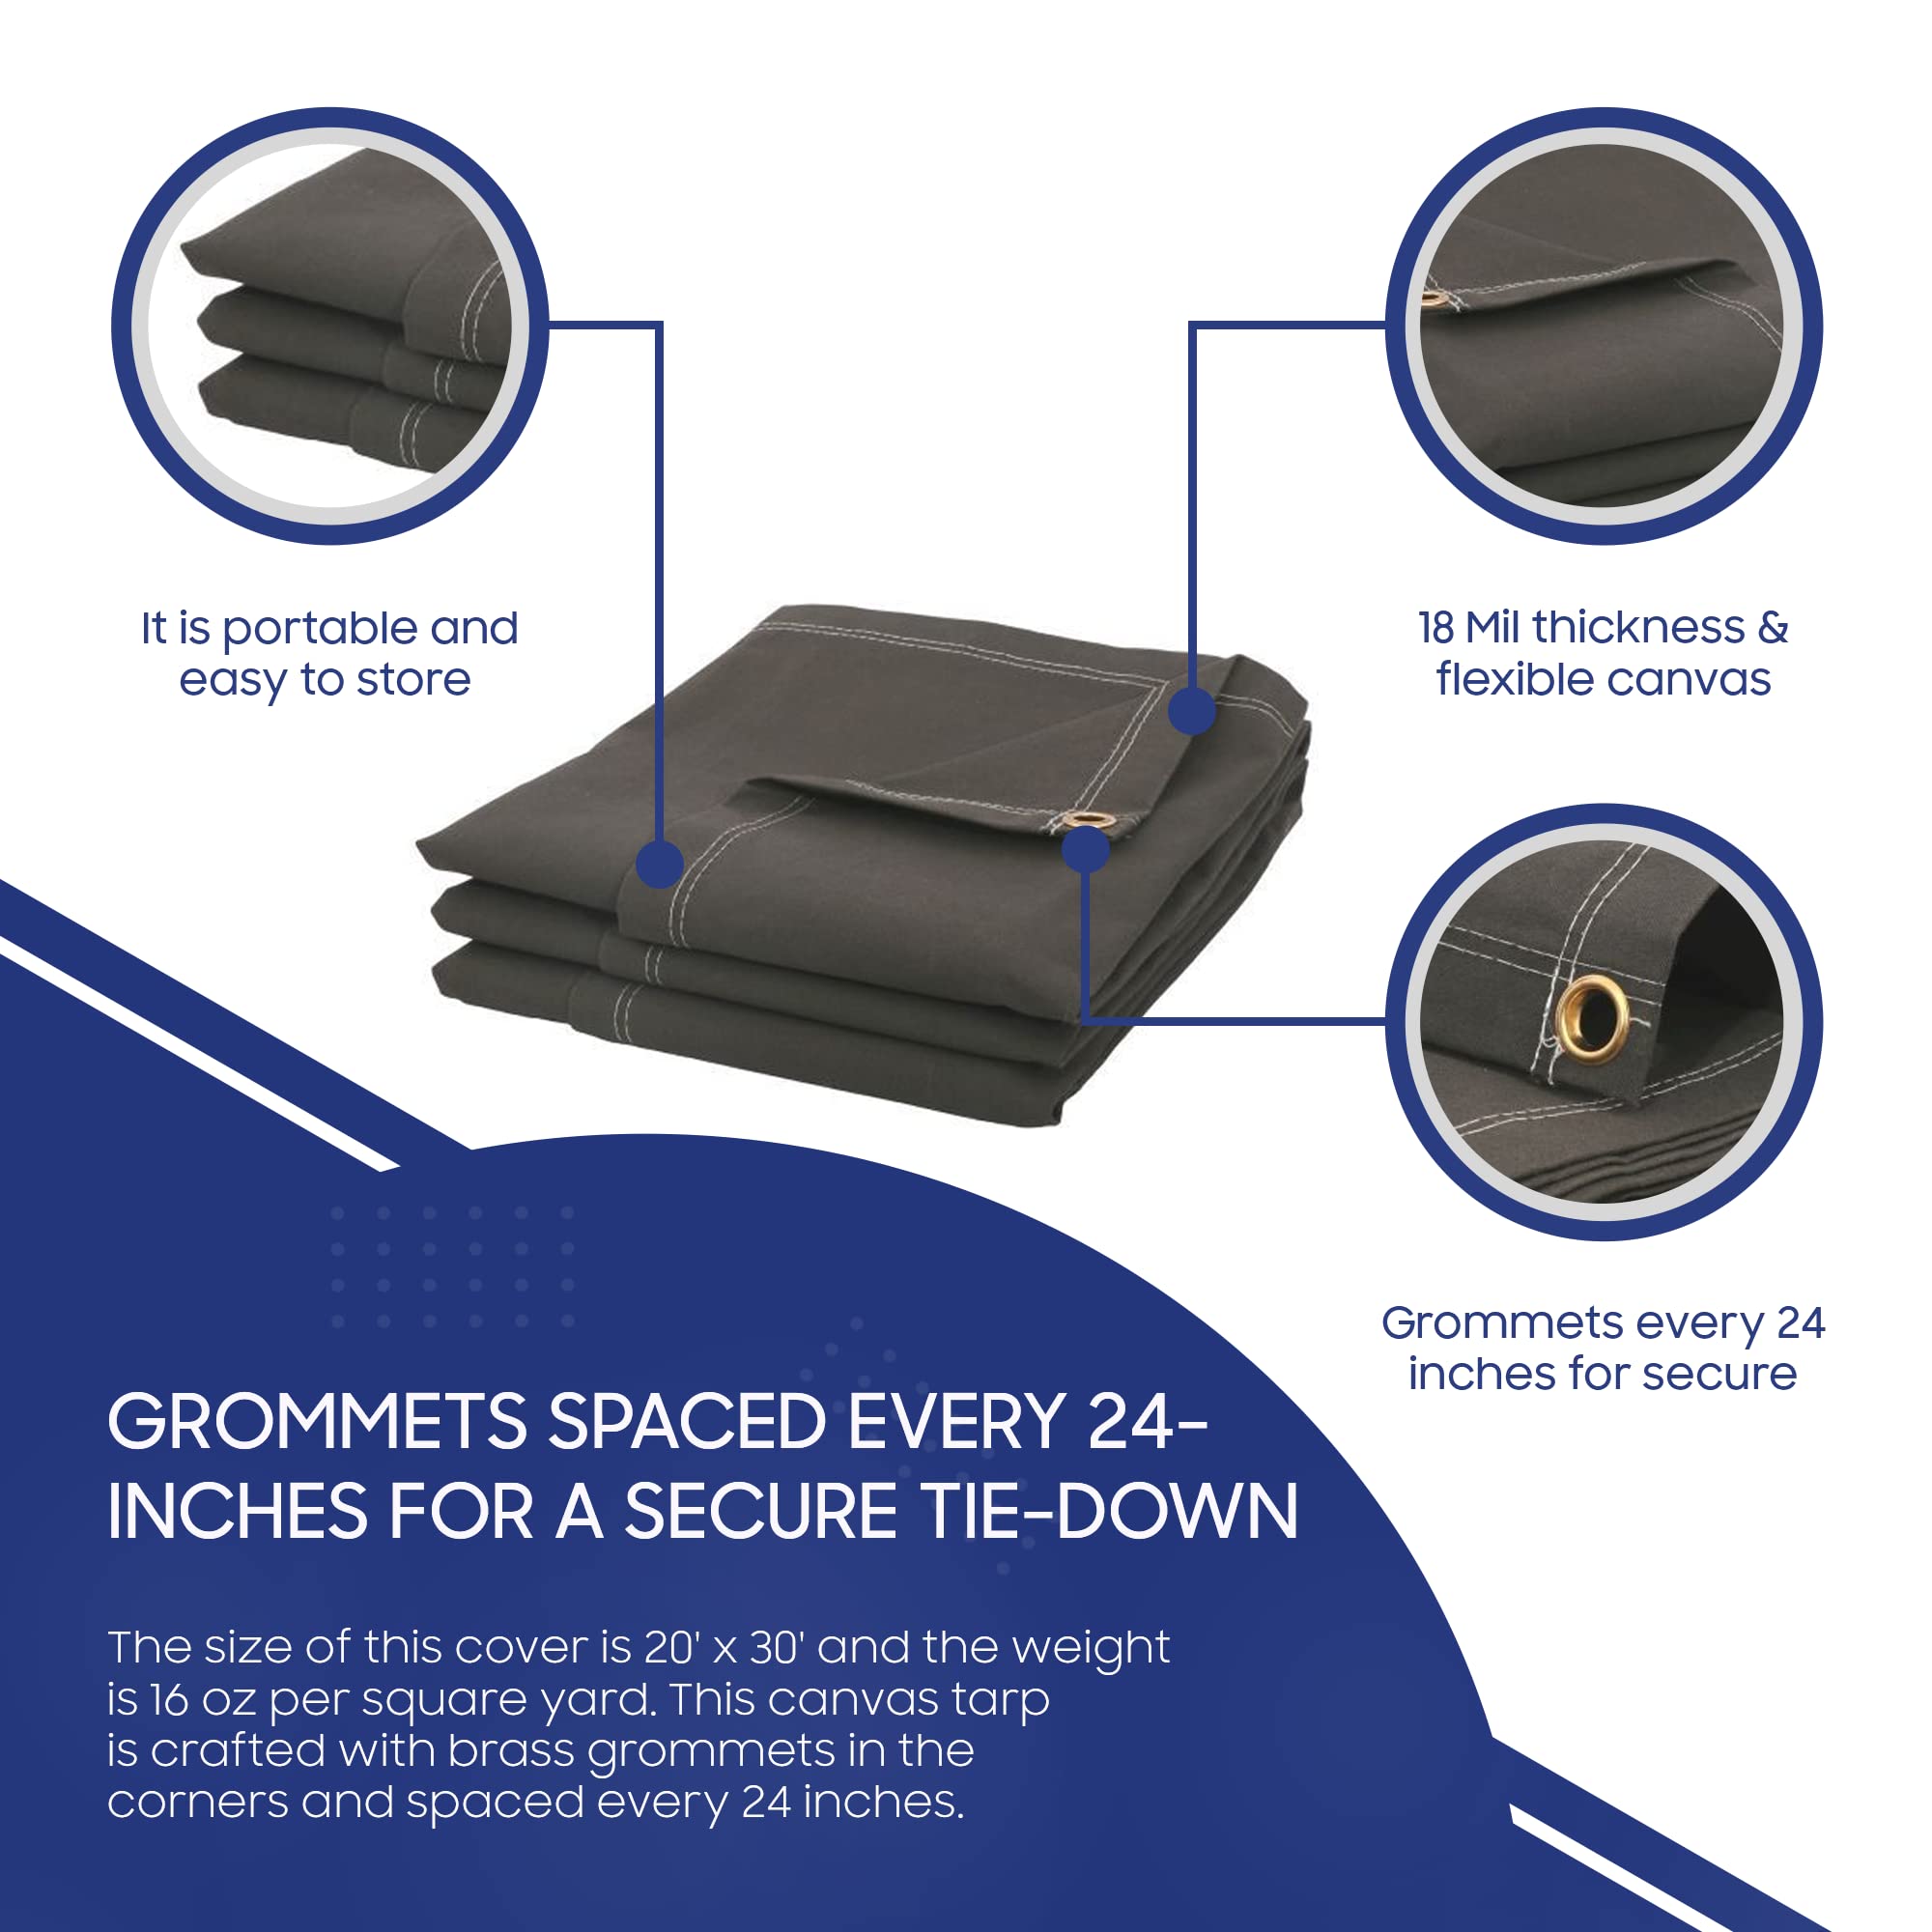 It is portable and
easy to store
18 Mil thickness &
flexible canvas
Grommets every 24
inches for secure
GROMMETS SPACED EVERY 24-
INCHES FOR A SECURE TIE-DOWN
The size of this cover is 20' x 30' and the weight
is 16 oz per square yard. This canvas tarp
is crafted with brass grommets in the
corners and spaced every 24 inches.